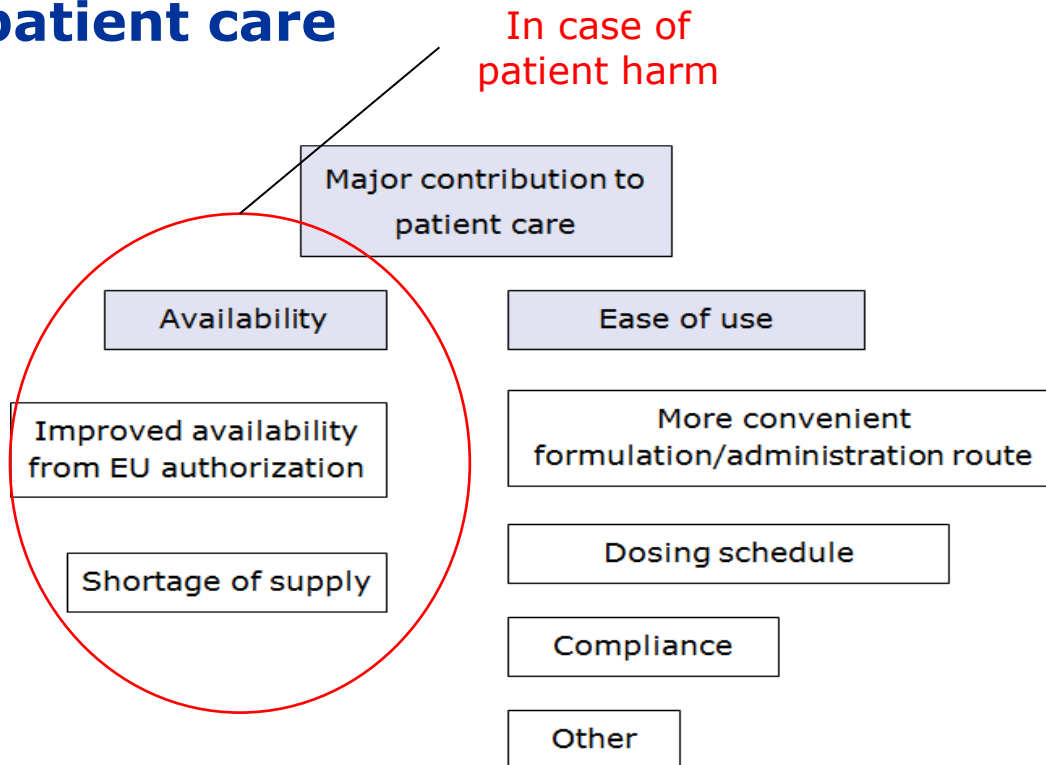 patient care
In case of
patient harm
Major contribution to
patient care
Availability
Ease of use
Improved availability
from EU authorization
More convenient
formulation/administration route
Shortage of supply
Dosing schedule
Compliance
Other